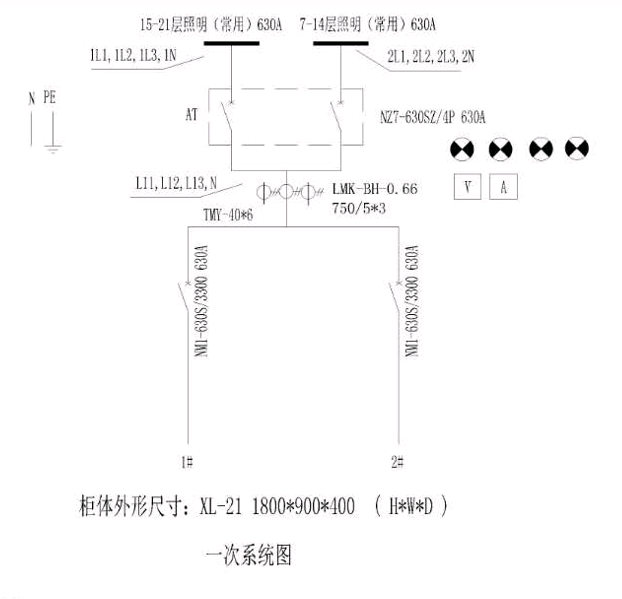 15-21层照明（常用）630A
7-14层照明（常用）630A
1L1,1L2,1L3,1N
2L1,2L2,2L3,2N
N
PE
AT
NZ7-630SZ/4P 630A
L11,L12,L13,N
LMK-BH-0.66
750/5*3
V
A
TMY-40*6
NM1-630S/3300 630A
NM1-630S/3300 630A
1#
2#
柜体外形尺寸：XL-21 1800*900*400 （H*W*D）
一次系统图